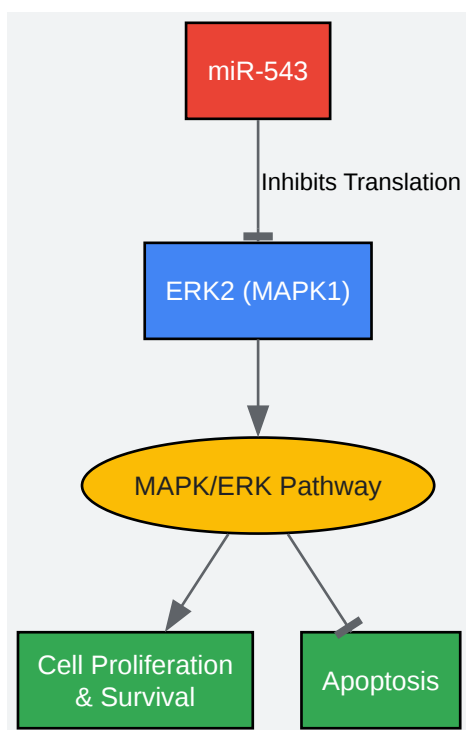 miR-543
Inhibits Translation
ERK2 (MAPK1)
MAPK/ERK Pathway
Cell Proliferation
& Survival
Apoptosis